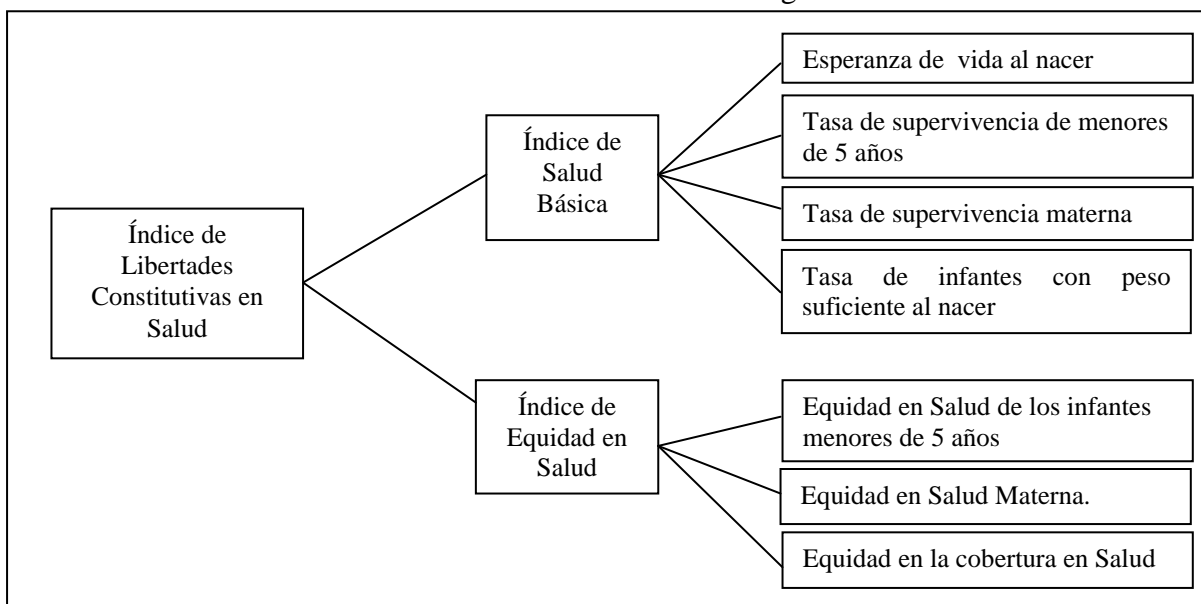 Índice de
Libertades
Constitutivas en
Salud
Índice de
Salud
Básica
Esperanza de vida al nacer
Tasa de supervivencia de menores
de 5 años
Tasa de supervivencia materna
Tasa de infantes con peso
suficiente al nacer
Índice de
Equidad en
Salud
Equidad en Salud de los infantes
menores de 5 años
Equidad en Salud Materna.
Equidad en la cobertura en Salud